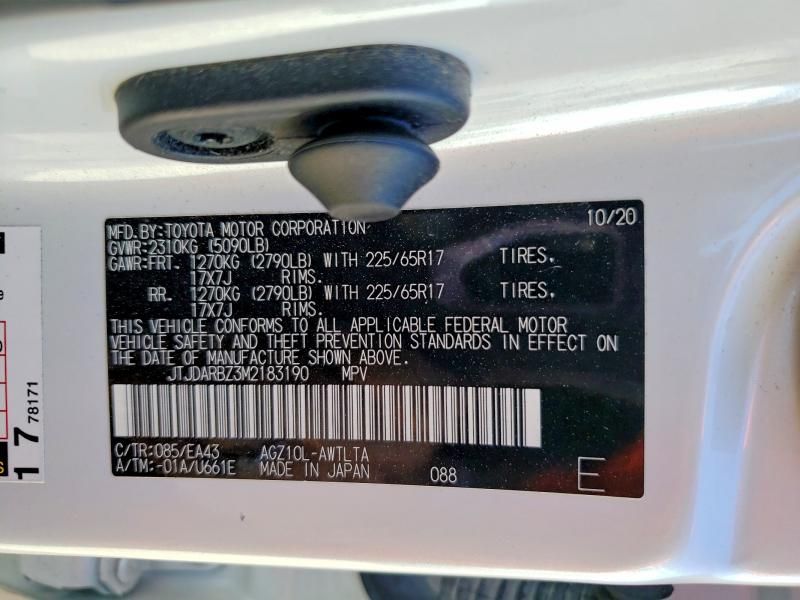 MFD.BY:TOYOTA MOTOR CORPORATION 10/20
GVWR:2310KG (5090LB)
GAWR:FRT. 1270KG (2790LB) WITH 225/65R17 TIRES.
17X7J RIMS.
RR. 1270KG (2790LB) WITH 225/65R17 TIRES.
17X7J RIMS.
THIS VEHICLE CONFORMS TO ALL APPLICABLE FEDERAL MOTOR
VEHICLE SAFETY AND THEFT PREVENTION STANDARDS IN EFFECT ON
THE DATE OF MANUFACTURE SHOWN ABOVE.
JTJDARBZ3M2183190 MPV
C/TR:085/EA43 AGZ10L-AWTLTA
A/TM:-01A/U661E MADE IN JAPAN 088 E
17 78171